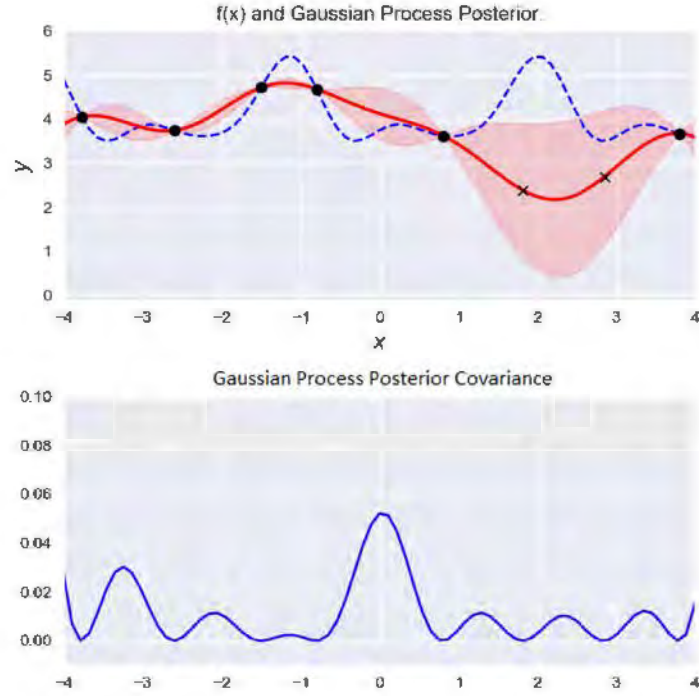 f(x) and Gaussian Process Posterior
6
5
4
3
2
1
0
y
−4 −3 −2 −1 0 1 2 3 4
x
Gaussian Process Posterior Covariance
0.10
0.08
0.06
0.04
0.02
0.00
−4 −3 −2 −1 0 1 2 3 4